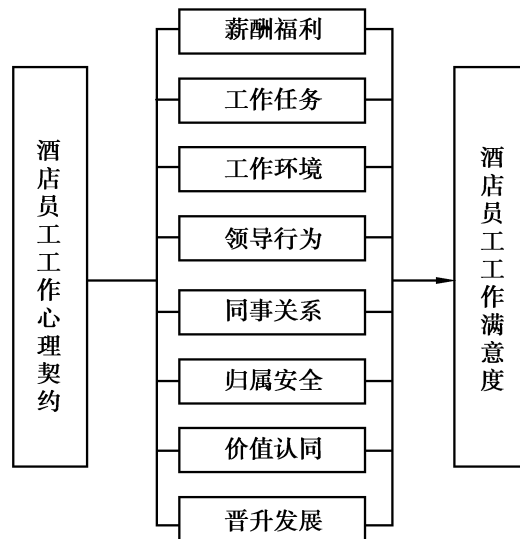 酒店员工工作心理契约
薪酬福利
工作任务
工作环境
领导行为
同事关系
归属安全
价值认同
晋升发展
酒店员工工作满意度